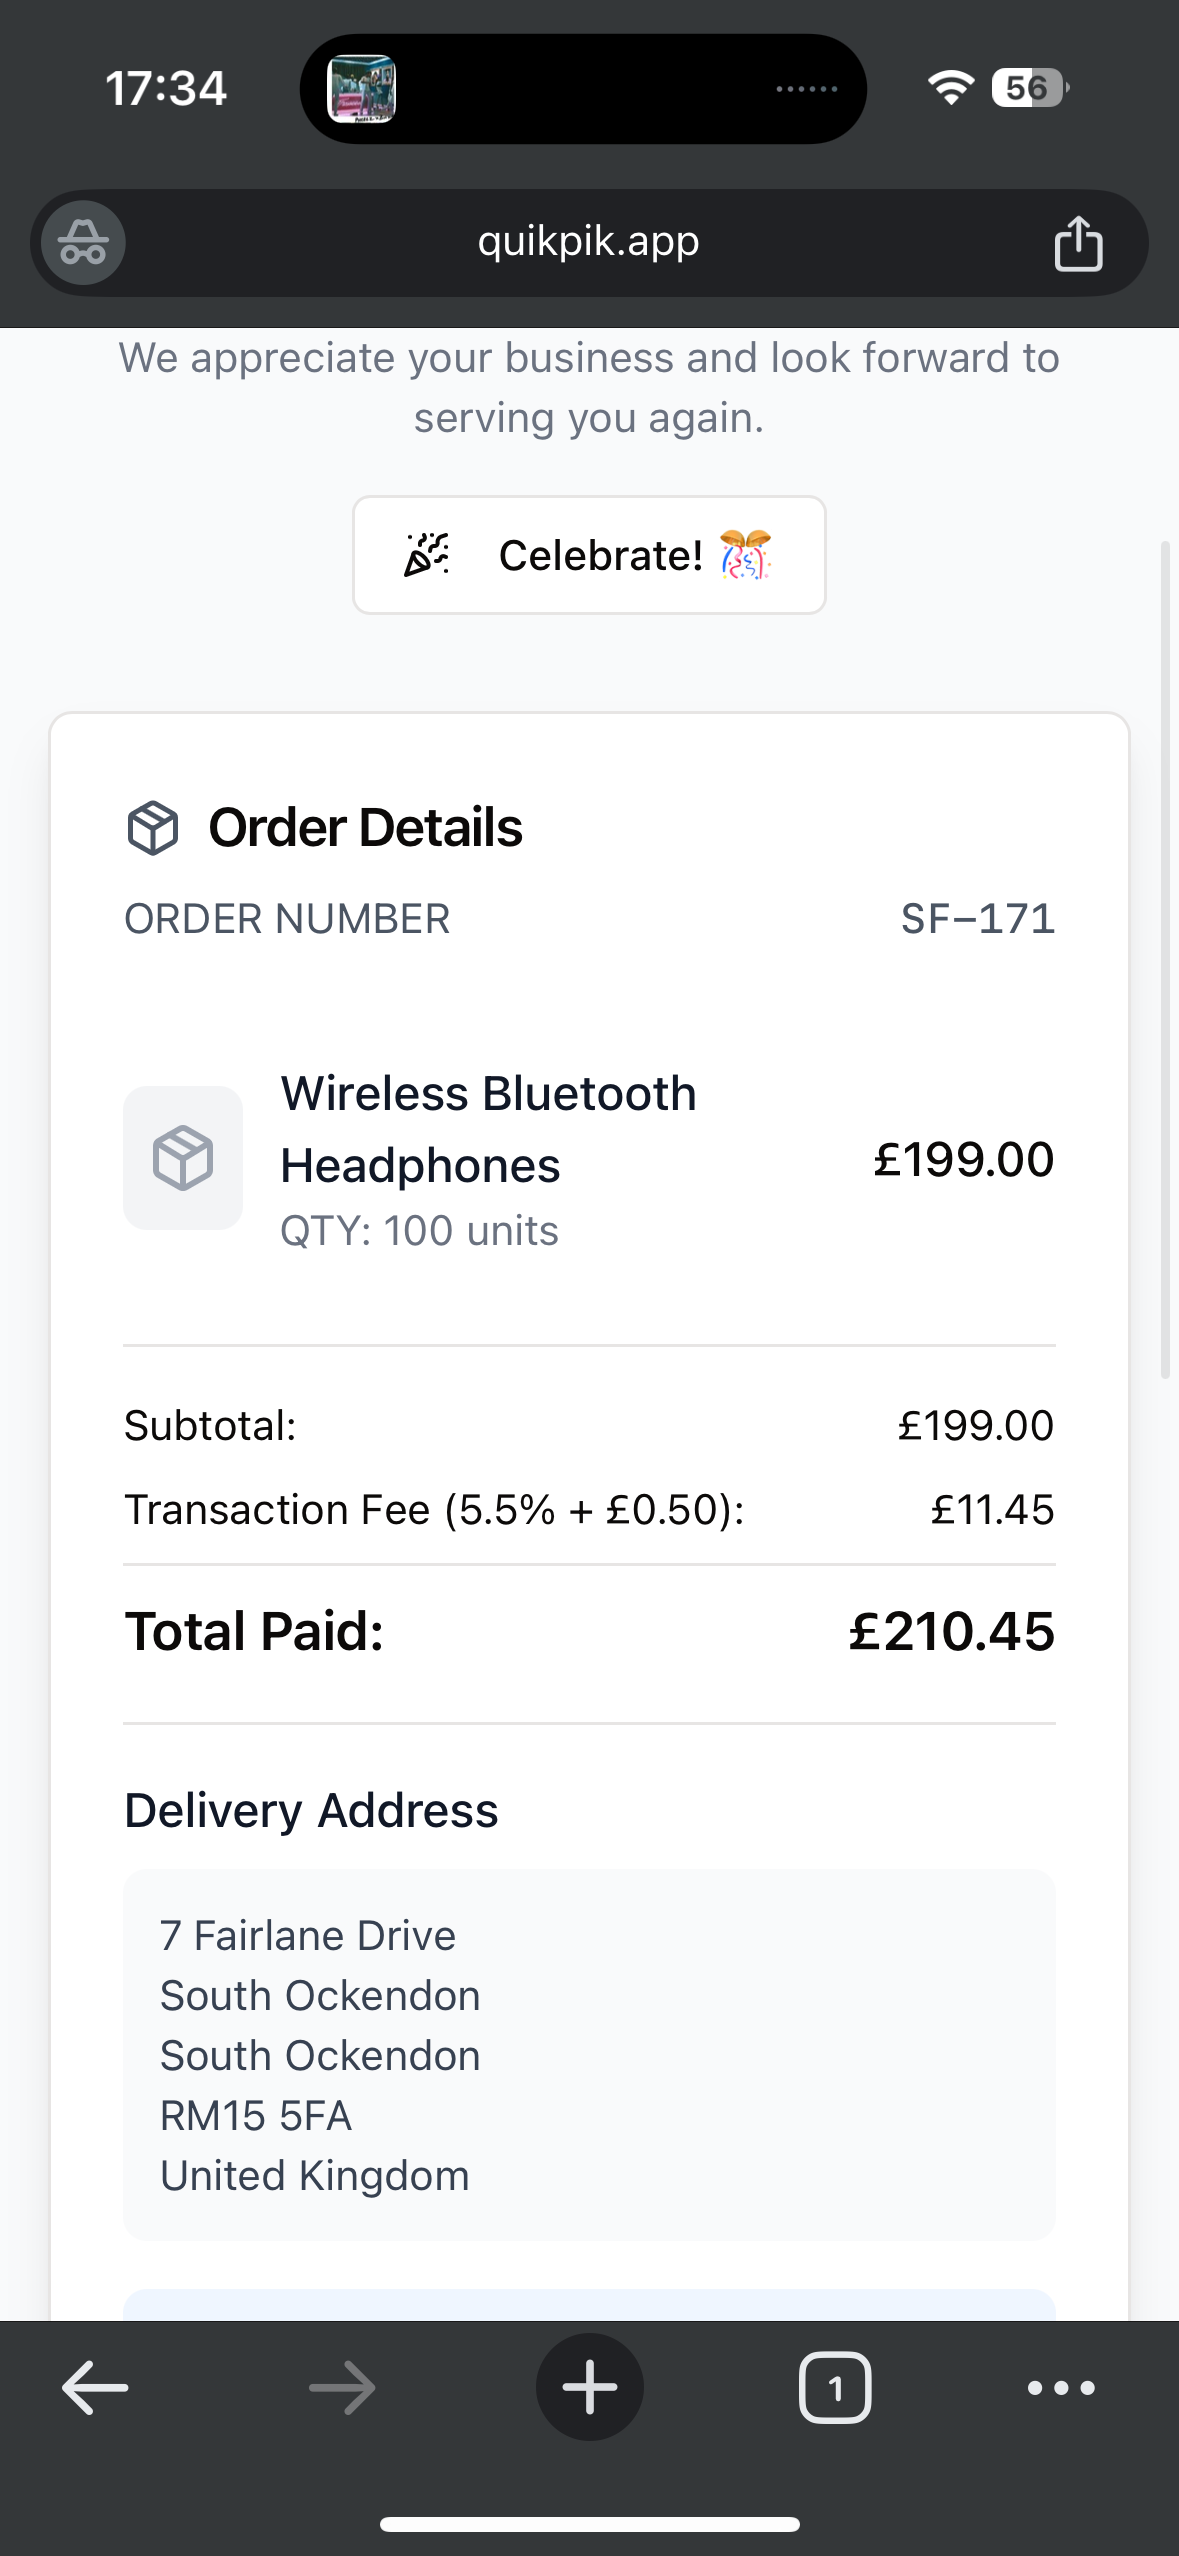 17:34
56
quikpik.app
We appreciate your business and look forward to
serving you again.
Celebrate! 🎊
Order Details
ORDER NUMBER
SF-171
Wireless Bluetooth
Headphones
£199.00
QTY: 100 units
Subtotal:
£199.00
Transaction Fee (5.5% + £0.50):
£11.45
Total Paid:
£210.45
Delivery Address
7 Fairlane Drive
South Ockendon
South Ockendon
RM15 5FA
United Kingdom
1